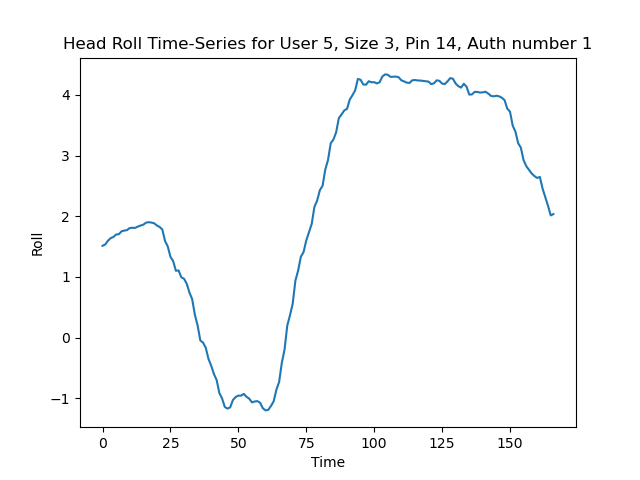 Head Roll Time-Series for User 5, Size 3, Pin 14, Auth number 1
4
3
2
1
0
−1
Roll
0 25 50 75 100 125 150
Time